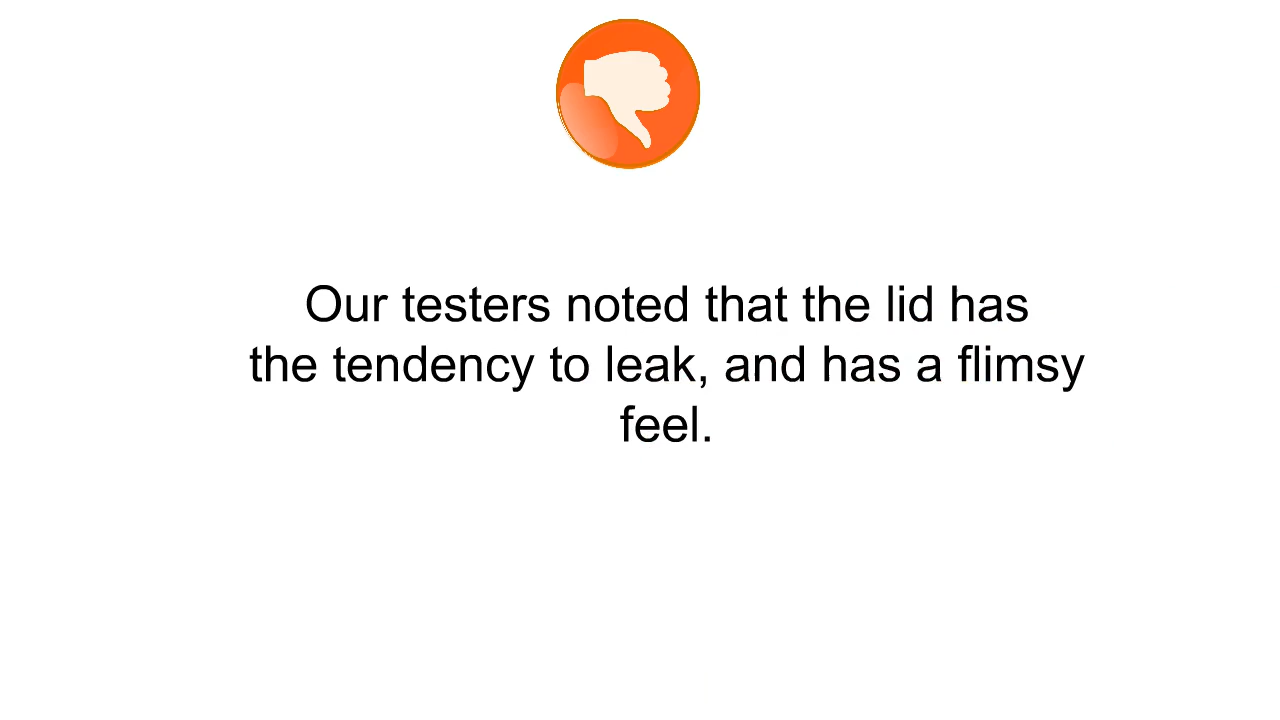 Our testers noted that the lid has
the tendency to leak, and has a flimsy
feel.